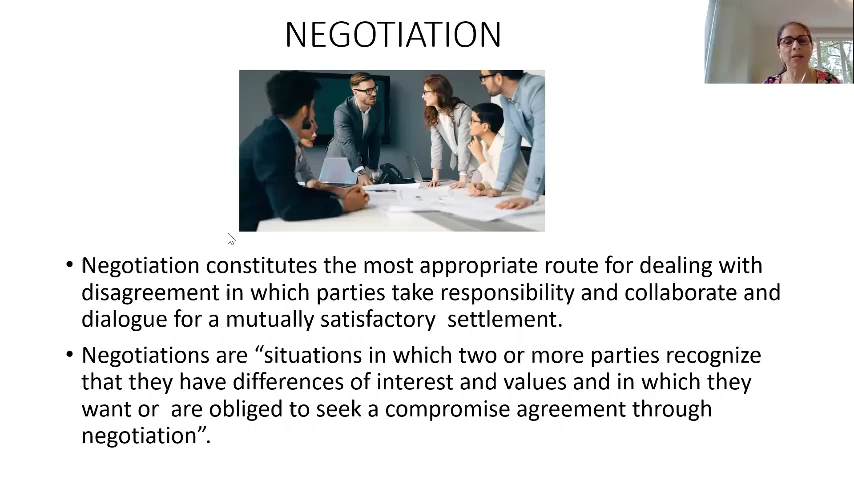 NEGOTIATION
• Negotiation constitutes the most appropriate route for dealing with
disagreement in which parties take responsibility and collaborate and
dialogue for a mutually satisfactory  settlement.
• Negotiations are “situations in which two or more parties recognize
that they have differences of interest and values and in which they
want or  are obliged to seek a compromise agreement through
negotiation”.